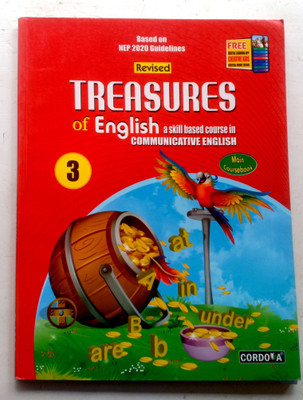 Based on
NEP 2020 Guidelines
FREE
Revised
TREASURES
of English a skill based course in
COMMUNICATIVE ENGLISH
3
Main
Coursebook
at
A in
B under
are b
CORDOVA